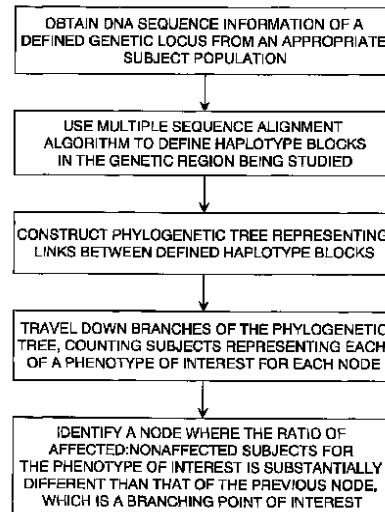 OBTAIN DNA SEQUENCE INFORMATION OF A
DEFINED GENETIC LOCUS FROM AN APPROPRIATE
SUBJECT POPULATION
USE MULTIPLE SEQUENCE ALIGNMENT
ALGORITHM TO DEFINE HAPLOTYPE BLOCKS
IN THE GENETIC REGION BEING STUDIED
CONSTRUCT PHYLOGENETIC TREE REPRESENTING
LINKS BETWEEN DEFINED HAPLOTYPE BLOCKS
TRAVEL DOWN BRANCHES OF THE PHYLOGENETIC
TREE, COUNTING SUBJECTS REPRESENTING EACH
OF A PHENOTYPE OF INTEREST FOR EACH NODE
IDENTIFY A NODE WHERE THE RATIO OF
AFFECTED:NONAFFECTED SUBJECTS FOR
THE PHENOTYPE OF INTEREST IS SUBSTANTIALLY
DIFFERENT THAN THAT OF THE PREVIOUS NODE,
WHICH IS A BRANCHING POINT OF INTEREST